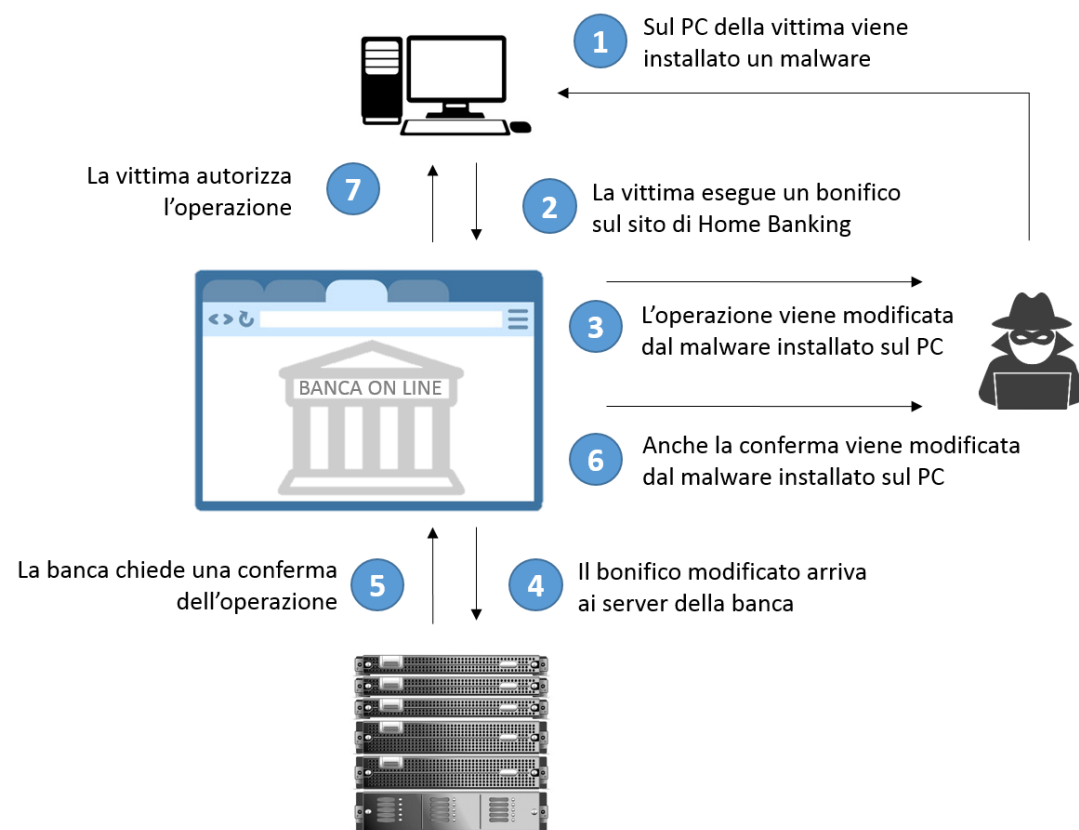 1
Sul PC della vittima viene
installato un malware
La vittima autorizza
l'operazione
7
2
La vittima esegue un bonifico
sul sito di Home Banking
BANCA ON LINE
3
L'operazione viene modificata
dal malware installato sul PC
6
Anche la conferma viene modificata
dal malware installato sul PC
La banca chiede una conferma
dell'operazione
5
4
Il bonifico modificato arriva
ai server della banca